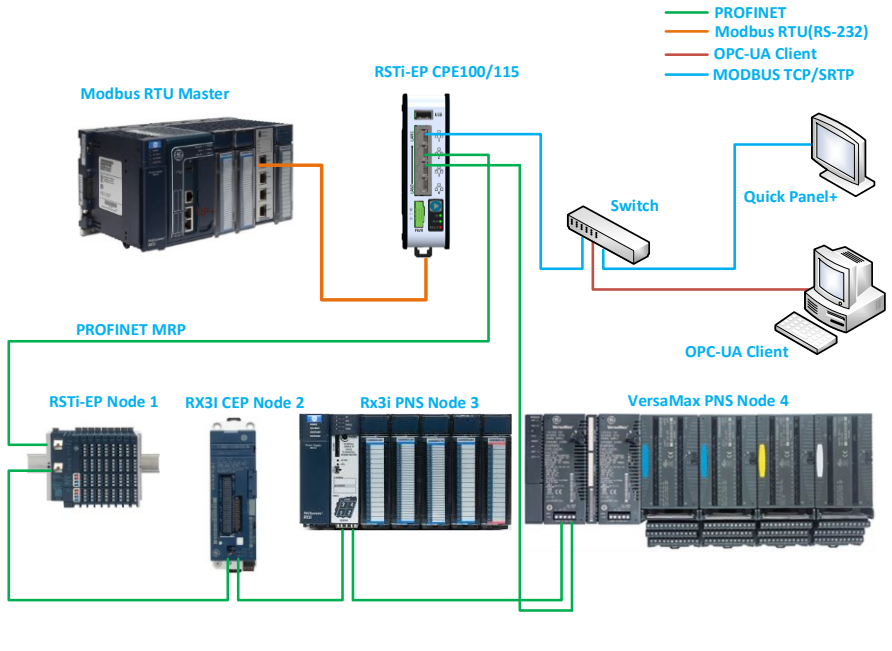 PROFINET
Modbus RTU(RS-232)
OPC-UA Client
MODBUS TCP/SRTP
RSTi-EP CPE100/115
Modbus RTU Master
Quick Panel+
Switch
PROFINET MRP
OPC-UA Client
RSTi-EP Node 1
RX3I CEP Node 2
Rx3i PNS Node 3
VersaMax PNS Node 4